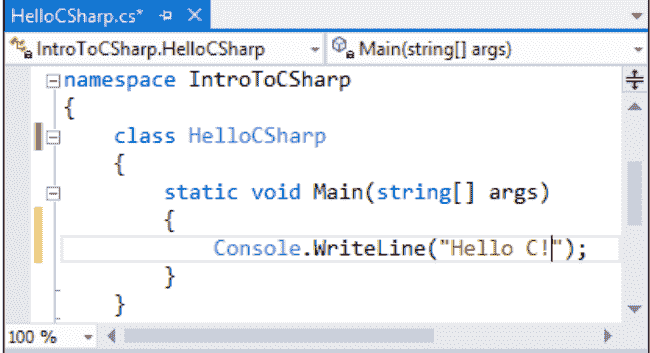 HelloCSharp.cs*
IntroToCSharp.HelloCSharp Main(string[] args)
namespace IntroToCSharp
{
class HelloCSharp
{
static void Main(string[] args)
{
Console.WriteLine("Hello C!");
}
}
100 %